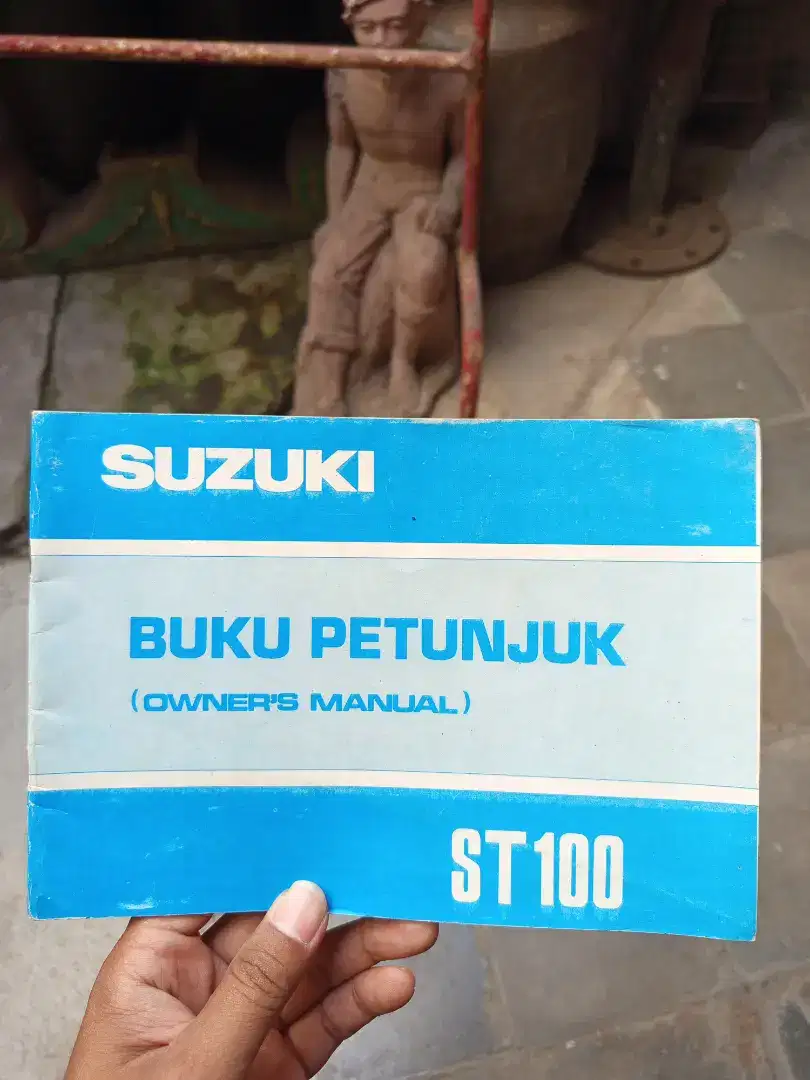 SUZUKI
BUKU PETUNJUK
(OWNER'S MANUAL)
ST100